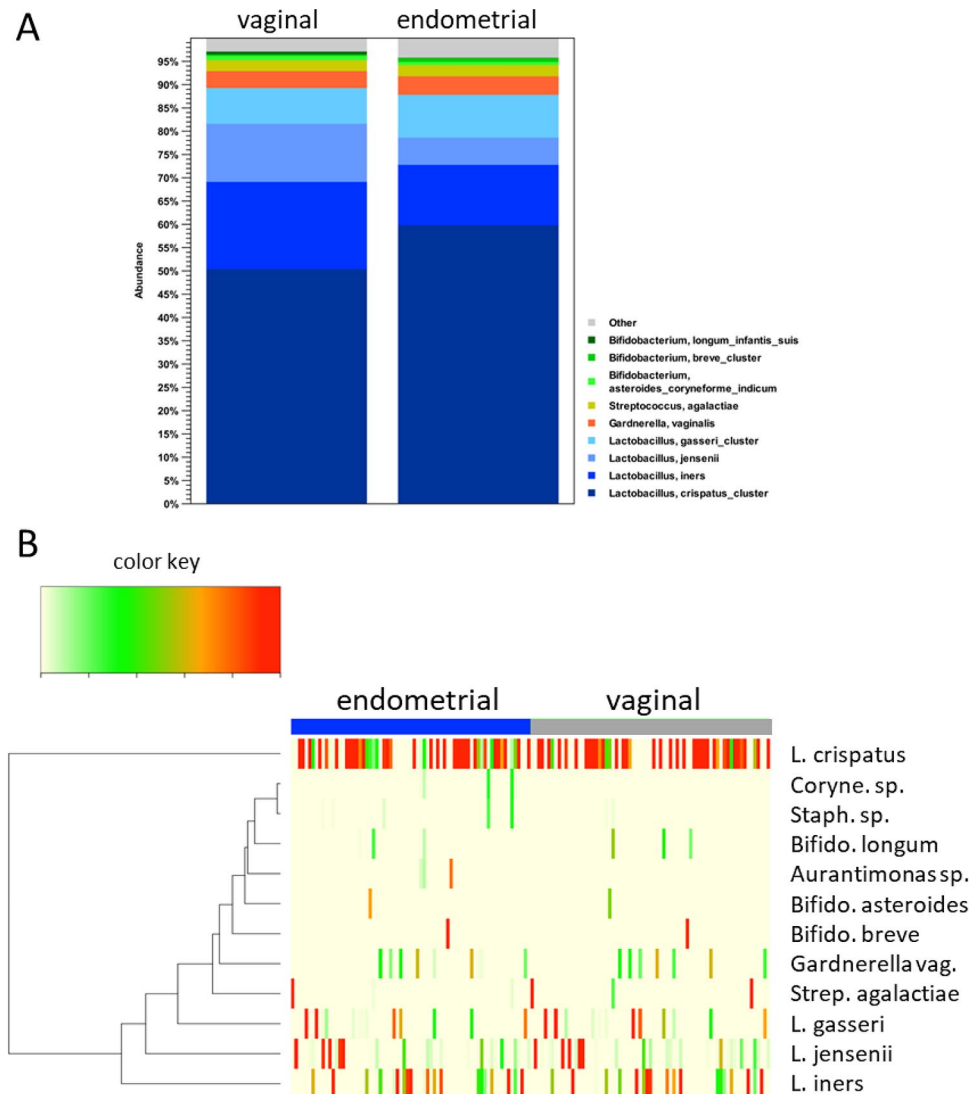 A
vaginal
endometrial
95%
90%
85%
80%
75%
70%
65%
60%
55%
50%
45%
40%
35%
30%
25%
20%
15%
10%
5%
0%
Abundance
Other
Bifidobacterium, longum_infantis_suis
Bifidobacterium, breve_cluster
Bifidobacterium,
asteroides_coryneforme_indicum
Streptococcus, agalactiae
Gardnerella, vaginalis
Lactobacillus, gasseri_cluster
Lactobacillus, jensenii
Lactobacillus, iners
Lactobacillus, crispatus_cluster
B
color key
endometrial
vaginal
L. crispatus
Coryne. sp.
Staph. sp.
Bifido. longum
Aurantimonas sp.
Bifido. asteroides
Bifido. breve
Gardnerella vag.
Strep. agalactiae
L. gasseri
L. jensenii
L. iners